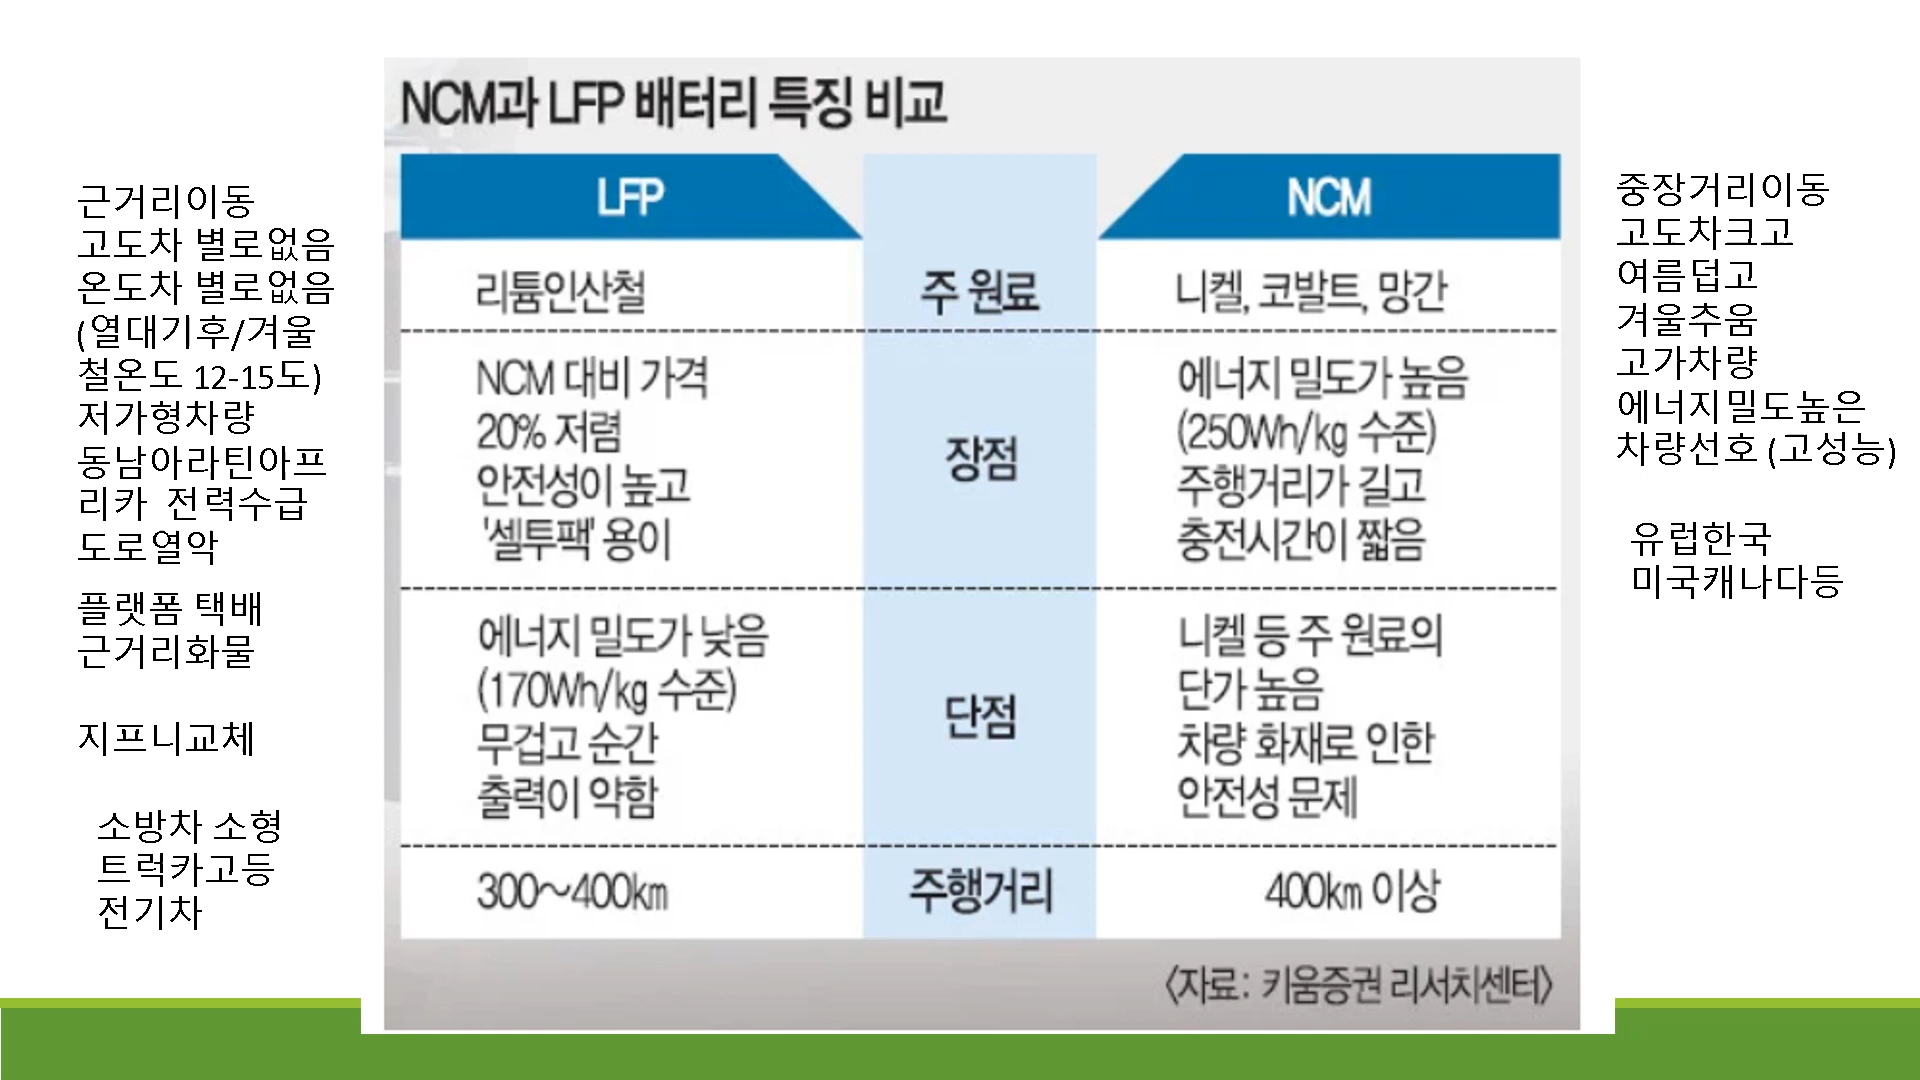 NCM과 LFP 배터리 특징 비교
근거리이동
고도차 별로없음
온도차 별로없음
(열대기후/겨울
철온도 12-15도)
저가형차량
동남아라틴아프
리카 전력수급
도로열악
플랫폼 택배
근거리화물
지프니교체
소방차 소형
트럭카고등
전기차
LFP
NCM
리튬인산철
주 원료
니켈, 코발트, 망간
NCM 대비 가격
20% 저렴
안전성이 높고
'셀투팩' 용이
장점
에너지 밀도가 높음
(250Wh/kg 수준)
주행거리가 길고
충전시간이 짧음
에너지 밀도가 낮음
(170Wh/kg 수준)
무겁고 순간
출력이 약함
단점
니켈 등 주 원료의
단가 높음
차량 화재로 인한
안전성 문제
300~400km
주행거리
400km 이상
〈자료: 키움증권 리서치센터〉
중장거리이동
고도차크고
여름덥고
겨울추움
고가차량
에너지밀도높은
차량선호 (고성능)
유럽한국
미국캐나다등